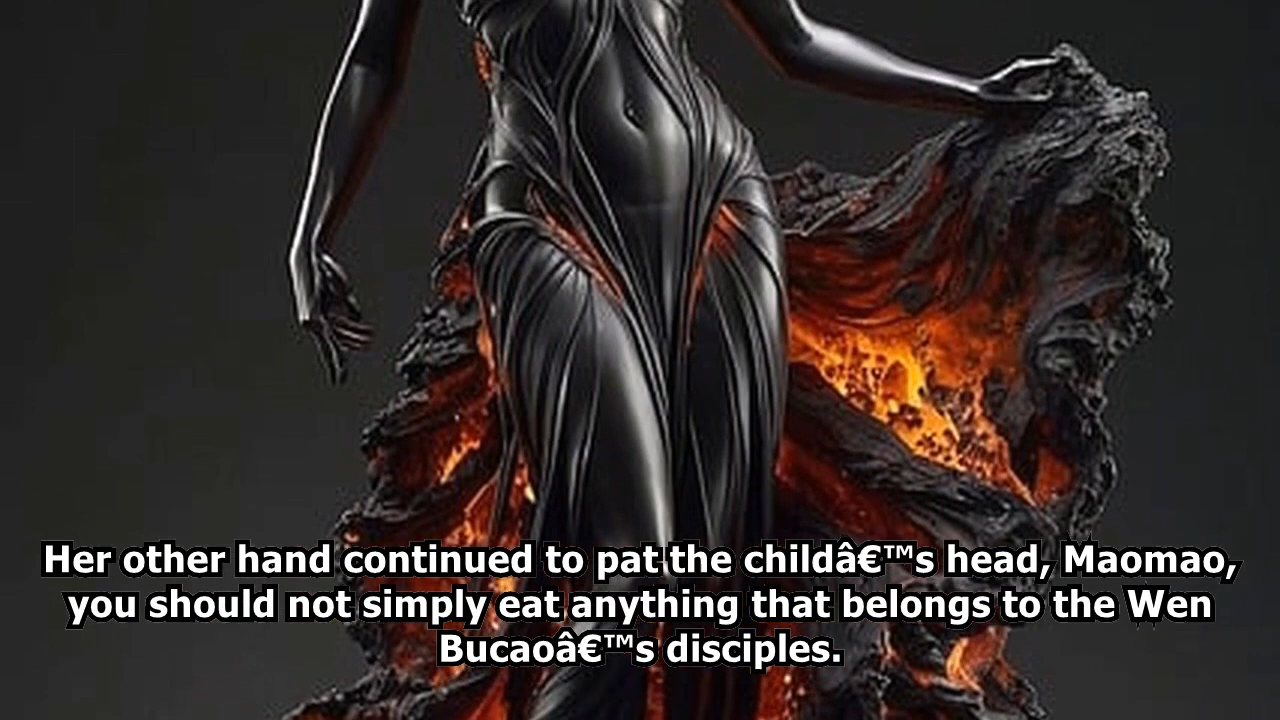 Her other hand continued to pat the childâ€™s head, Maomao,
you should not simply eat anything that belongs to the Wen
Bucaoâ€™s disciples.